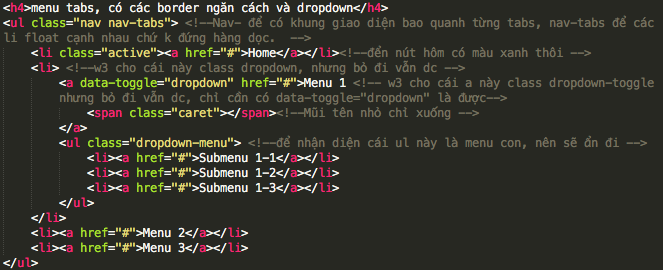 <h4>menu tabs, có các border ngăn cách và dropdown</h4>
<ul class="nav nav-tabs"> <!--Nav- để có khung giao diện bao quanh từng tabs, nav-tabs để các
li float cạnh nhau chứ k đứng hàng dọc.  -->
<li class="active"><a href="#">Home</a></li><!--đển nút hôm có màu xanh thôi -->
<li> <!--w3 cho cái này class dropdown, nhưng bỏ đi vẫn dc -->
<a data-toggle="dropdown" href="#">Menu 1 <!-- w3 cho cái a này class dropdown-toggle
nhưng bỏ đi vẫn dc, chỉ cần có data-toggle="dropdown" là được-->
<span class="caret"></span><!--Mũi tên nhỏ chỉ xuống -->
</a>
<ul class="dropdown-menu"> <!--để nhận diện cái ul này là menu con, nên sẽ ẩn đi -->
<li><a href="#">Submenu 1-1</a></li>
<li><a href="#">Submenu 1-2</a></li>
<li><a href="#">Submenu 1-3</a></li>
</ul>
</li>
<li><a href="#">Menu 2</a></li>
<li><a href="#">Menu 3</a></li>
</ul>